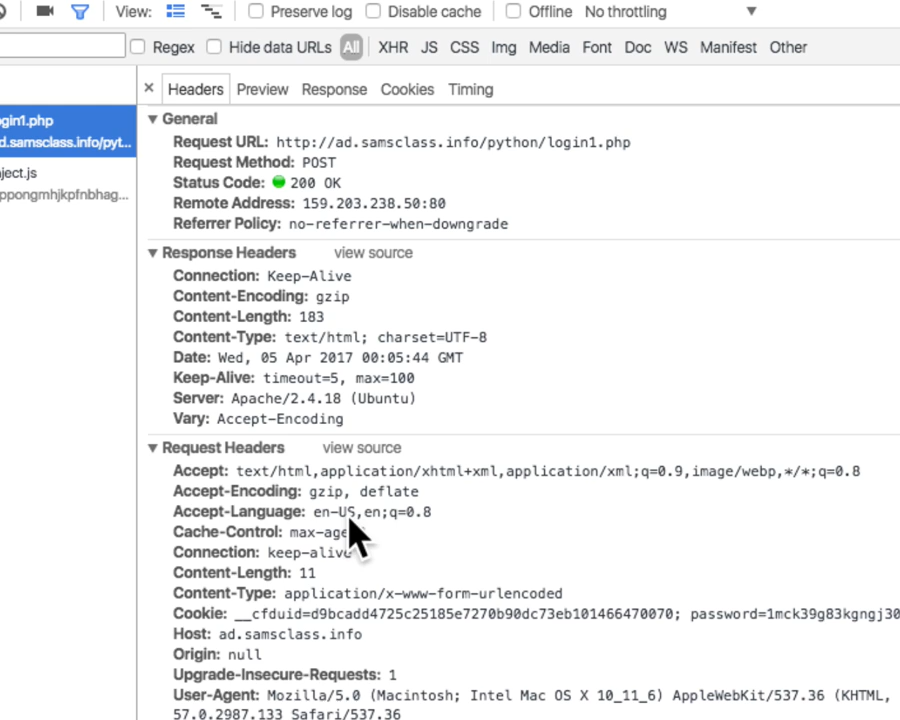 View: Preserve log Disable cache Offline No throttling
Regex Hide data URLs All XHR JS CSS Img Media Font Doc WS Manifest Other
Headers Preview Response Cookies Timing
ogin1.php
d.samsclass.info/pyt...
ject.js
ppongmhjkpfnbhag...
General
Request URL: http://ad.samsclass.info/python/login1.php
Request Method: POST
Status Code: 200 OK
Remote Address: 159.203.238.50:80
Referrer Policy: no-referrer-when-downgrade
Response Headers view source
Connection: Keep-Alive
Content-Encoding: gzip
Content-Length: 183
Content-Type: text/html; charset=UTF-8
Date: Wed, 05 Apr 2017 00:05:44 GMT
Keep-Alive: timeout=5, max=100
Server: Apache/2.4.18 (Ubuntu)
Vary: Accept-Encoding
Request Headers view source
Accept: text/html,application/xhtml+xml,application/xml;q=0.9,image/webp,*/*;q=0.8
Accept-Encoding: gzip, deflate
Accept-Language: en-US,en;q=0.8
Cache-Control: max-age
Connection: keep-alive
Content-Length: 11
Content-Type: application/x-www-form-urlencoded
Cookie: __cfduid=d9bcadd4725c25185e7270b90dc73eb101466470070; password=1mck39g83kgngj30
Host: ad.samsclass.info
Origin: null
Upgrade-Insecure-Requests: 1
User-Agent: Mozilla/5.0 (Macintosh; Intel Mac OS X 10_11_6) AppleWebKit/537.36 (KHTML,
57.0.2987.133 Safari/537.36